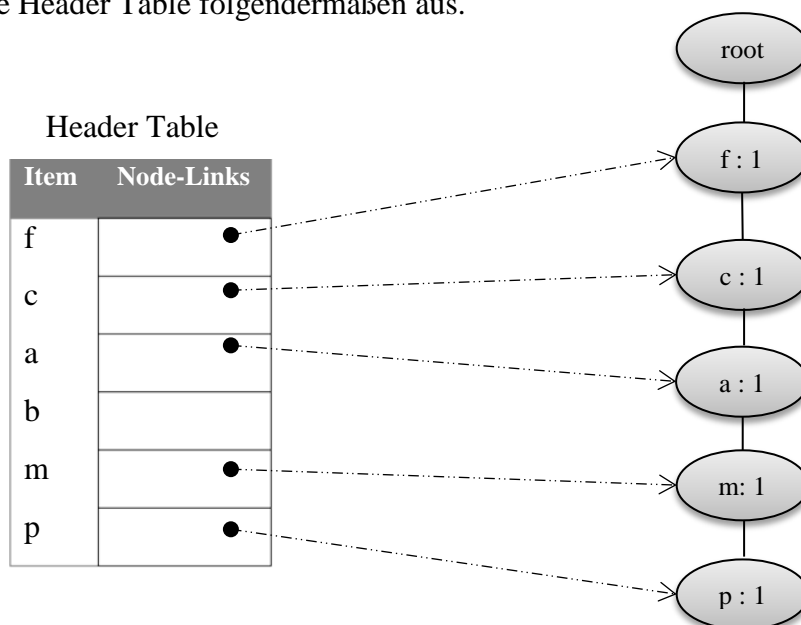 e Header Table folgendermaßen aus.
root
Header Table
Item Node-Links
f : 1
f
c : 1
c
a
a : 1
b
m
m: 1
p
p : 1